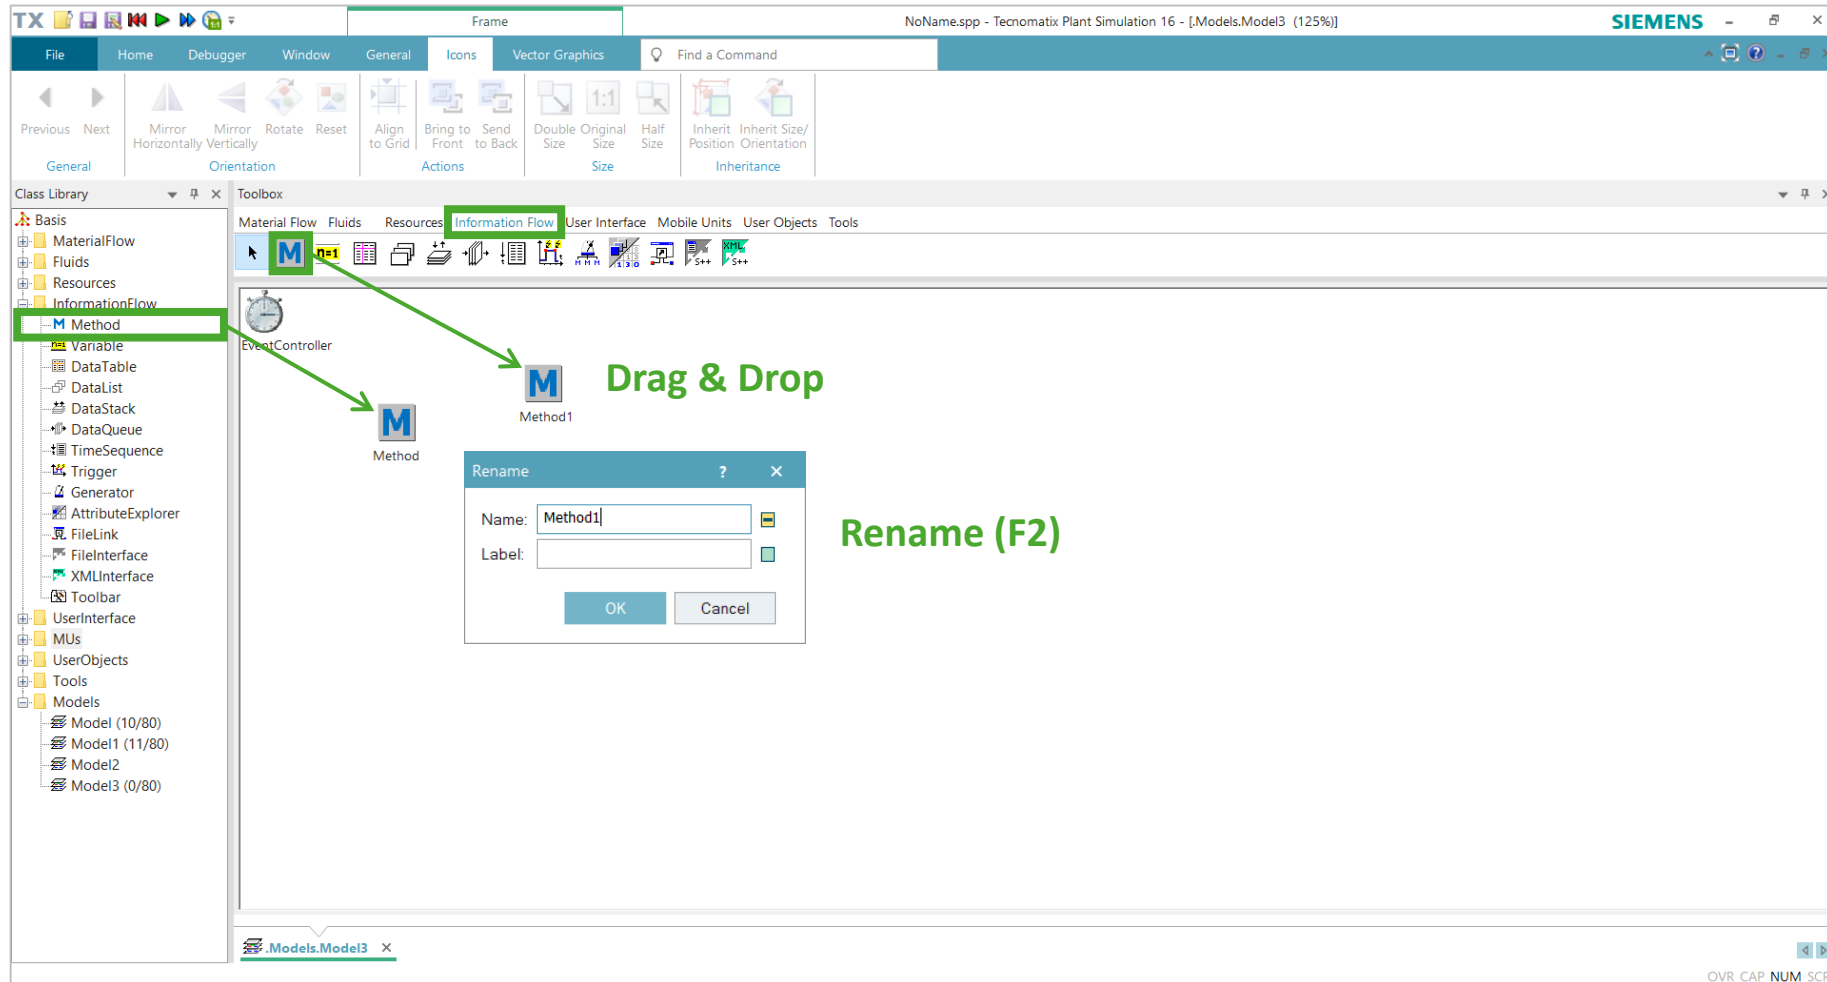 TX
Frame
NoName.spp - Tecnomatix Plant Simulation 16 - [.Models.Model3 (125%)]
SIEMENS
File Home Debugger Window General Icons Vector Graphics Find a Command
Previous Next
Mirror Horizontally
Mirror Vertically
Rotate Reset
Align to Grid
Bring to Front
Send to Back
Double Size
1:1
Original Size
Half Size
Inherit Position
Inherit Size/ Orientation
General Orientation Actions Size Inheritance
Class Library
Toolbox
Material Flow Fluids Resources Information Flow User Interface Mobile Units User Objects Tools
M n=1
Basis
MaterialFlow
Fluids
Resources
InformationFlow
M Method
Variable
DataTable
DataList
DataStack
DataQueue
TimeSequence
Trigger
Generator
AttributeExplorer
FileLink
FileInterface
XMLInterface
Toolbar
UserInterface
MUs
UserObjects
Tools
Models
Model (10/80)
Model1 (11/80)
Model2
Model3 (0/80)
EventController
M
Method1
Drag & Drop
M
Method
Rename ?
Name: Method1
Label:
OK Cancel
Rename (F2)
.Models.Model3
OVR CAP NUM